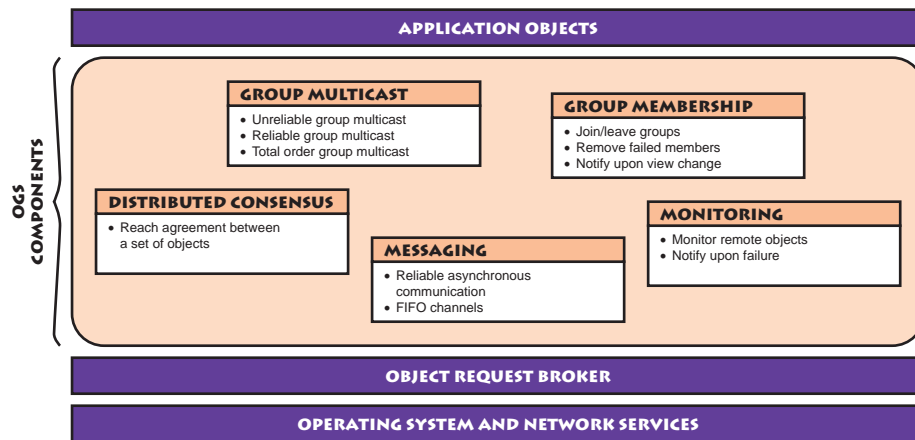 APPLICATION OBJECTS
OGS
COMPONENTS
GROUP MULTICAST
• Unreliable group multicast
• Reliable group multicast
• Total order group multicast
GROUP MEMBERSHIP
• Join/leave groups
• Remove failed members
• Notify upon view change
DISTRIBUTED CONSENSUS
• Reach agreement between
a set of objects
MESSAGING
• Reliable asynchronous
communication
• FIFO channels
MONITORING
• Monitor remote objects
• Notify upon failure
OBJECT REQUEST BROKER
OPERATING SYSTEM AND NETWORK SERVICES